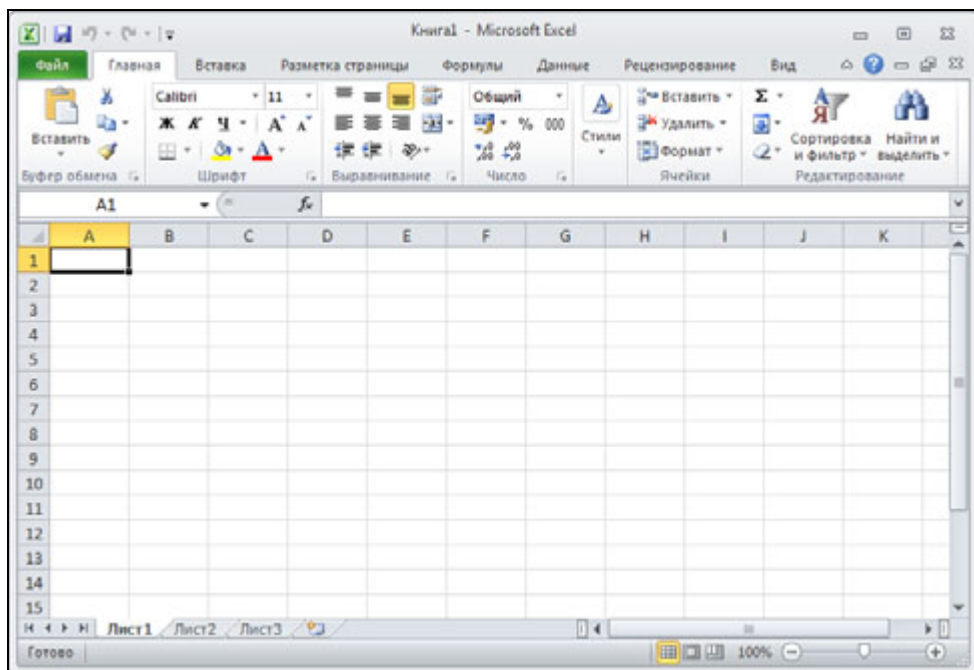 Книга1 - Microsoft Excel
Файл Главная Вставка Разметка страницы Формулы Данные Рецензирование Вид
Calibri 11 Общий Вставить Σ
Вставить Ж К Ч А А % 000 Стили Удалить Сортировка и фильтр Найти и выделить
А Формат
Буфер обмена Шрифт Выравнивание Число Ячейки Редактирование
A1 fx
A B C D E F G H I J K
1
2
3
4
5
6
7
8
9
10
11
12
13
14
15
Лист1 Лист2 Лист3
Готово 100%